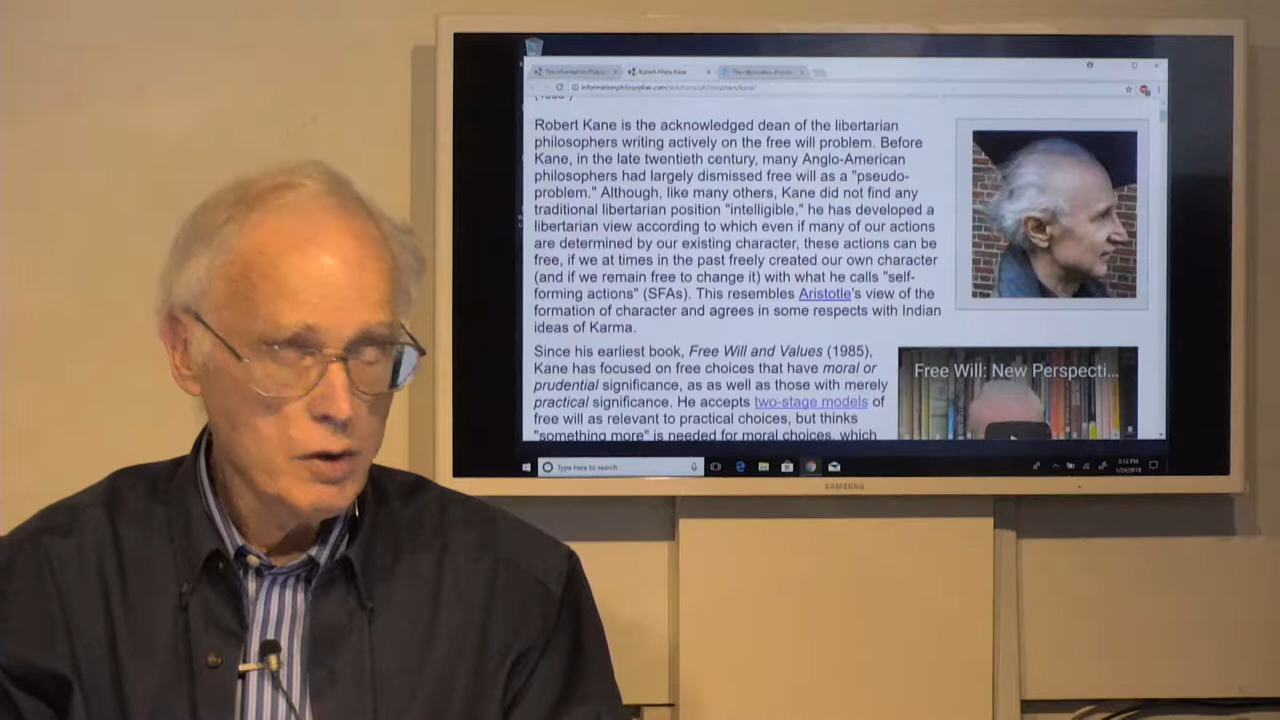 Robert Hilary Kane
informationphilosopher.com/solutions/philosophers/kane/
Robert Kane is the acknowledged dean of the libertarian
philosophers writing actively on the free will problem. Before
Kane, in the late twentieth century, many Anglo-American
philosophers had largely dismissed free will as a "pseudo-
problem." Although, like many others, Kane did not find any
traditional libertarian position "intelligible," he has developed a
libertarian view according to which even if many of our actions
are determined by our existing character, these actions can be
free, if we at times in the past freely created our own character
(and if we remain free to change it) with what he calls "self-
forming actions" (SFAs). This resembles Aristotle's view of the
formation of character and agrees in some respects with Indian
ideas of Karma.
Since his earliest book, Free Will and Values (1985),
Kane has focused on free choices that have moral or
prudential significance, as as well as those with merely
practical significance. He accepts two-stage models of
free will as relevant to practical choices, but thinks
"something more" is needed for moral choices, which
Free Will: New Perspecti...
Type here to search
3:12 PM
SAMSUNG